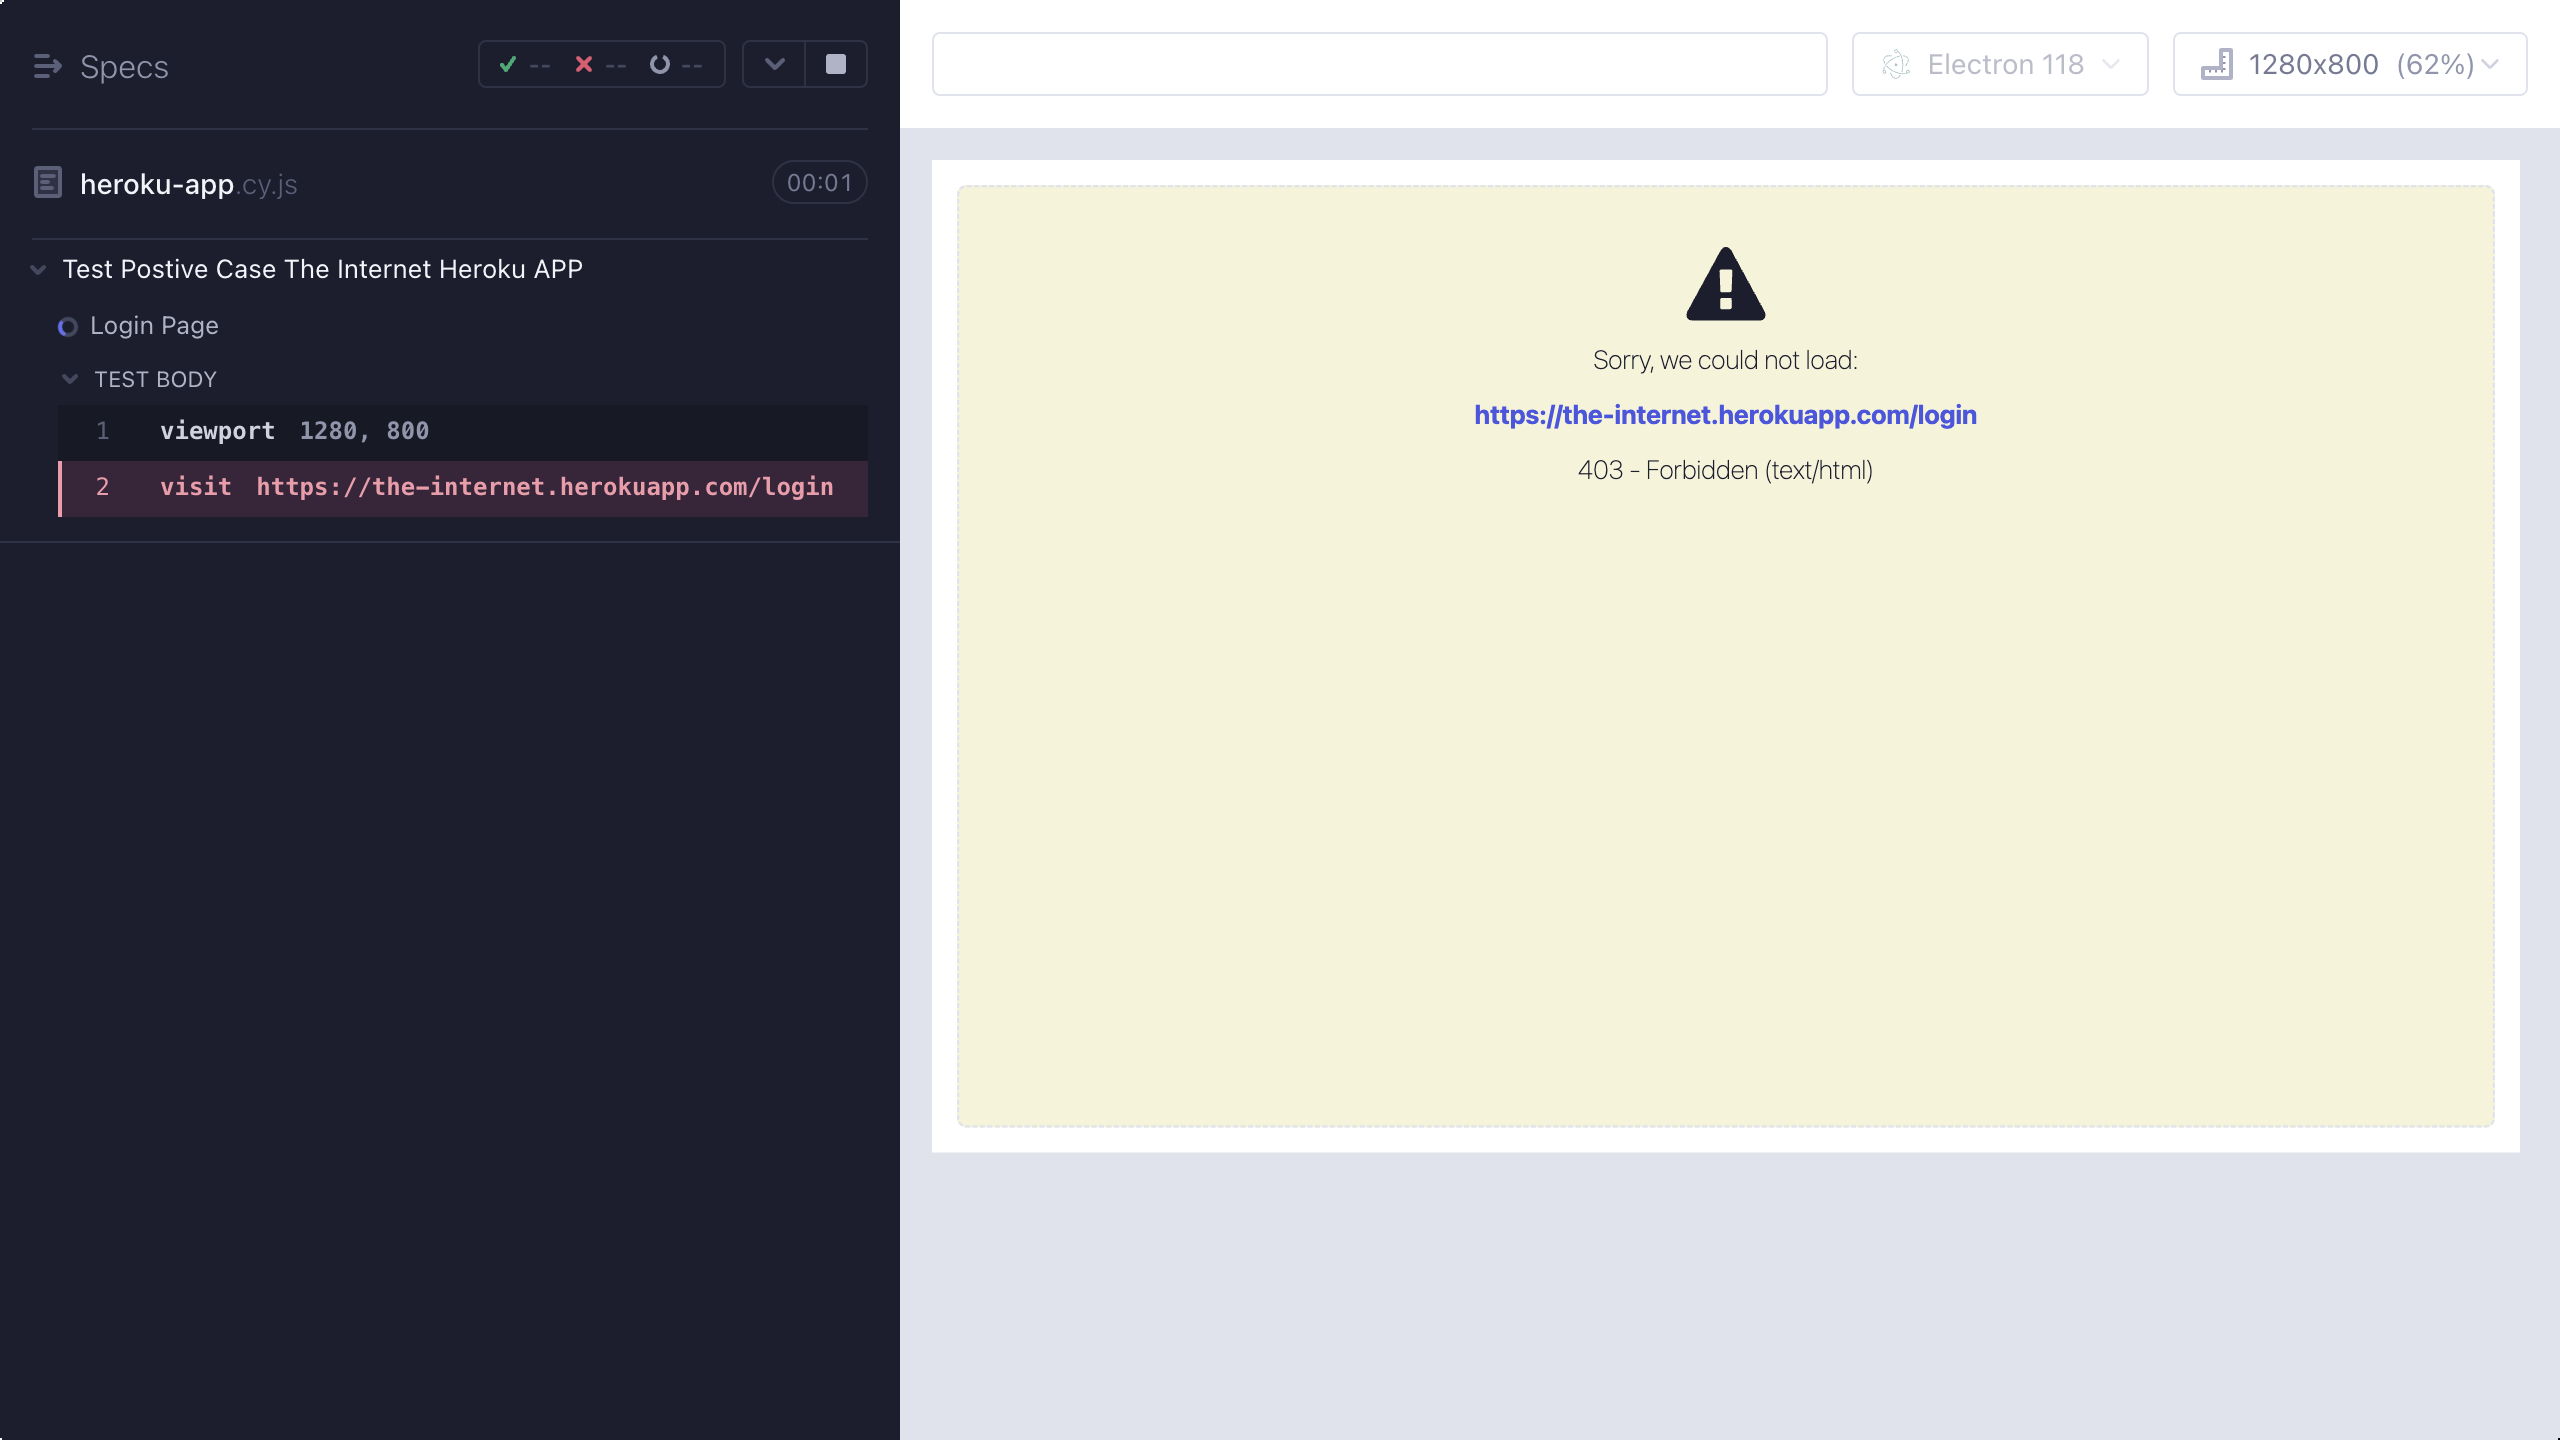 Specs
-- -- --
heroku-app.cy.js
00:01
Test Postive Case The Internet Heroku APP
Login Page
TEST BODY
1 viewport 1280, 800
2 visit https://the-internet.herokuapp.com/login
Electron 118
1280x800 (62%)
Sorry, we could not load:
https://the-internet.herokuapp.com/login
403 - Forbidden (text/html)